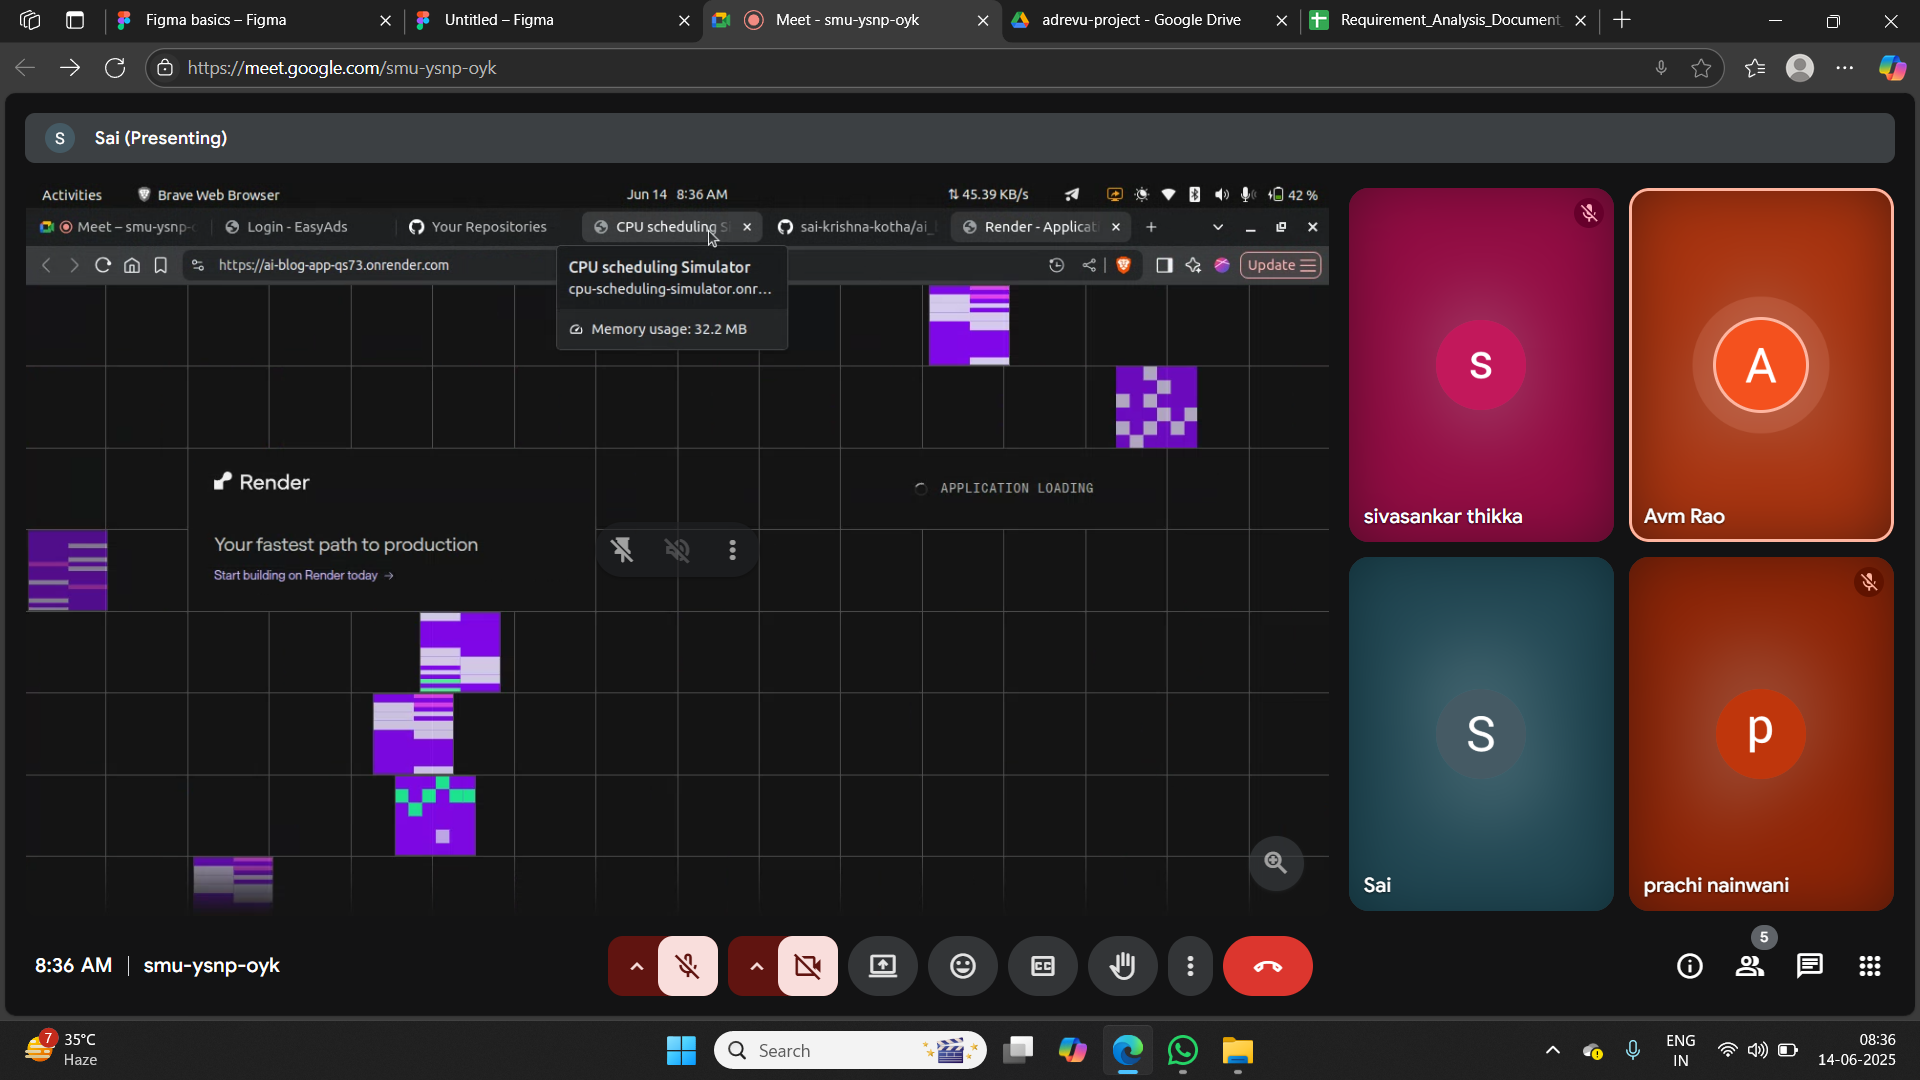 Figma basics – Figma
Untitled – Figma
Meet - smu-ysnp-oyk
adrevu-project - Google Drive
Requirement_Analysis_Document_
https://meet.google.com/smu-ysnp-oyk
S
Sai (Presenting)
Activities
Brave Web Browser
Jun 14 8:36 AM
45.39 KB/s
42 %
Meet – smu-ysnp-
Login - EasyAds
Your Repositories
CPU scheduling S
sai-krishna-kotha/ai_
Render - Applicati
https://ai-blog-app-qs73.onrender.com
Update
CPU scheduling Simulator
cpu-scheduling-simulator.onr...
Memory usage: 32.2 MB
Render
APPLICATION LOADING
Your fastest path to production
Start building on Render today →
s
sivasankar thikka
A
Avm Rao
S
Sai
p
prachi nainwani
8:36 AM | smu-ysnp-oyk
CC
5
7
35°C
Haze
Search
ENG
IN
08:36
14-06-2025